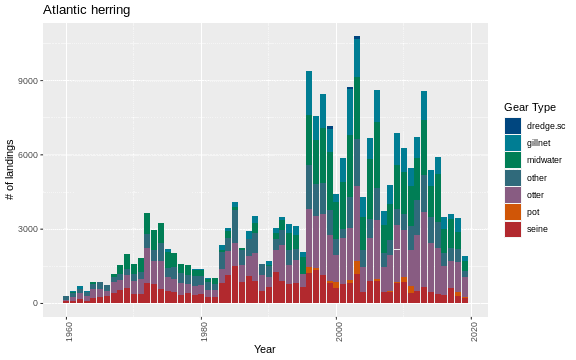 Atlantic herring
# of landings
9000
6000
3000
0
1960
1980
2000
2020
Year
Gear Type
dredge.sc
gillnet
midwater
other
otter
pot
seine